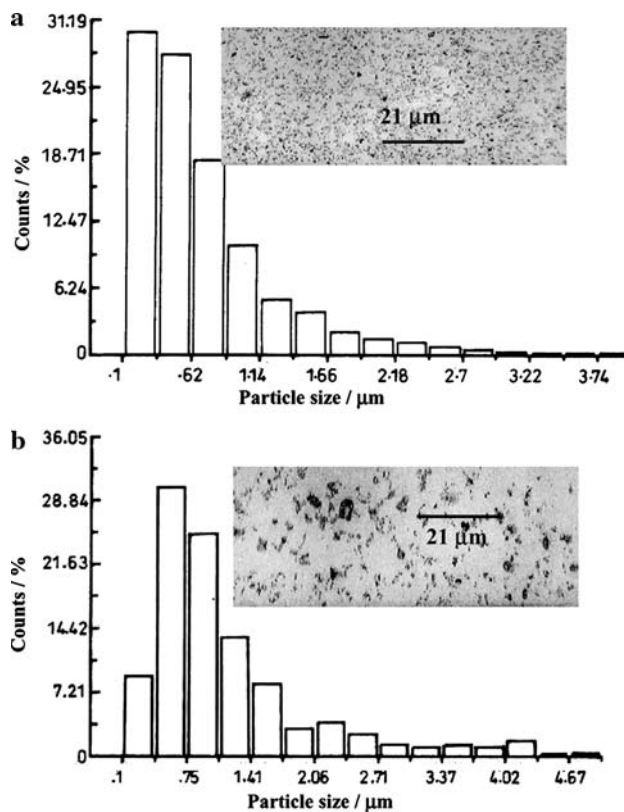 a
31·19
24·95
18·71
12·47
6·24
0
Counts / %
21 μm
·1 ·62 1·14 1·66 2·18 2·7 3·22 3·74
Particle size / μm
b
36.05
28.84
21.63
14.42
7.21
0
Counts / %
21 μm
.1 .75 1.41 2.06 2.71 3.37 4.02 4.67
Particle size / μm